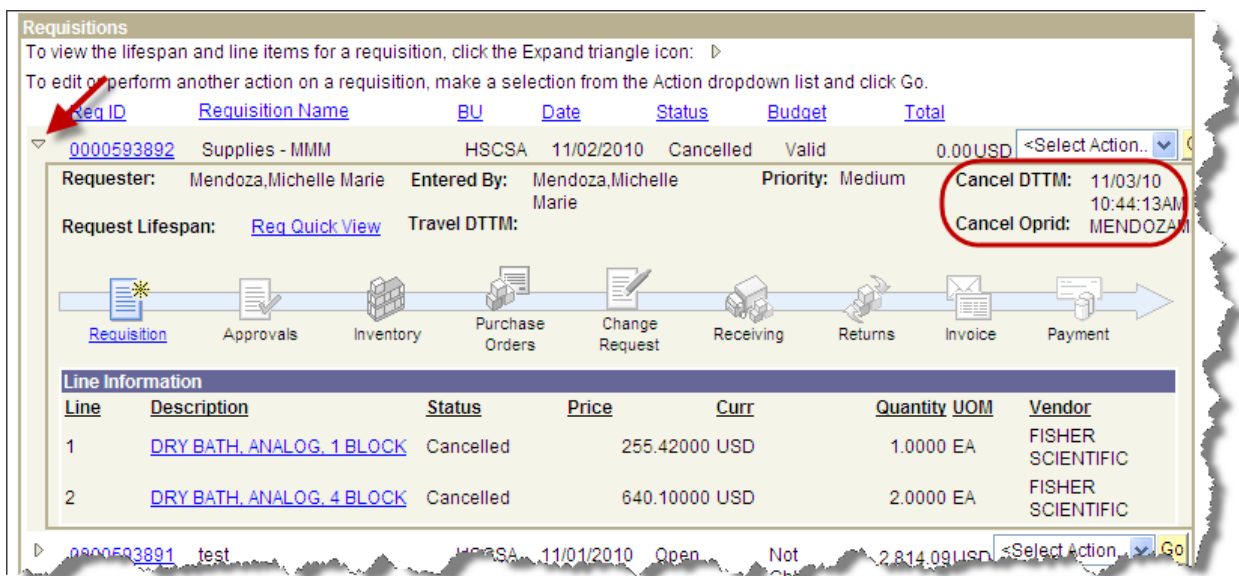 Requisitions
To view the lifespan and line items for a requisition, click the Expand triangle icon:
To edit or perform another action on a requisition, make a selection from the Action dropdown list and click Go.
Req ID Requisition Name BU Date Status Budget Total
0000593892 Supplies - MMM HSCSA 11/02/2010 Cancelled Valid 0.00 USD <Select Action..
Requester: Mendoza,Michelle Marie Entered By: Mendoza,Michelle Marie Priority: Medium Cancel DTTM: 11/03/10 10:44:13AM
Request Lifespan: Req Quick View Travel DTTM: Cancel Oprid: MENDOZAM
Requisition Approvals Inventory Purchase Orders Change Request Receiving Returns Invoice Payment
Line Information
Line Description Status Price Curr Quantity UOM Vendor
1 DRY BATH, ANALOG, 1 BLOCK Cancelled 255.42000 USD 1.0000 EA FISHER SCIENTIFIC
2 DRY BATH, ANALOG, 4 BLOCK Cancelled 640.10000 USD 2.0000 EA FISHER SCIENTIFIC
0000593891 test HSCSA 11/01/2010 Open Not 2,814.09 USD <Select Action.. Go